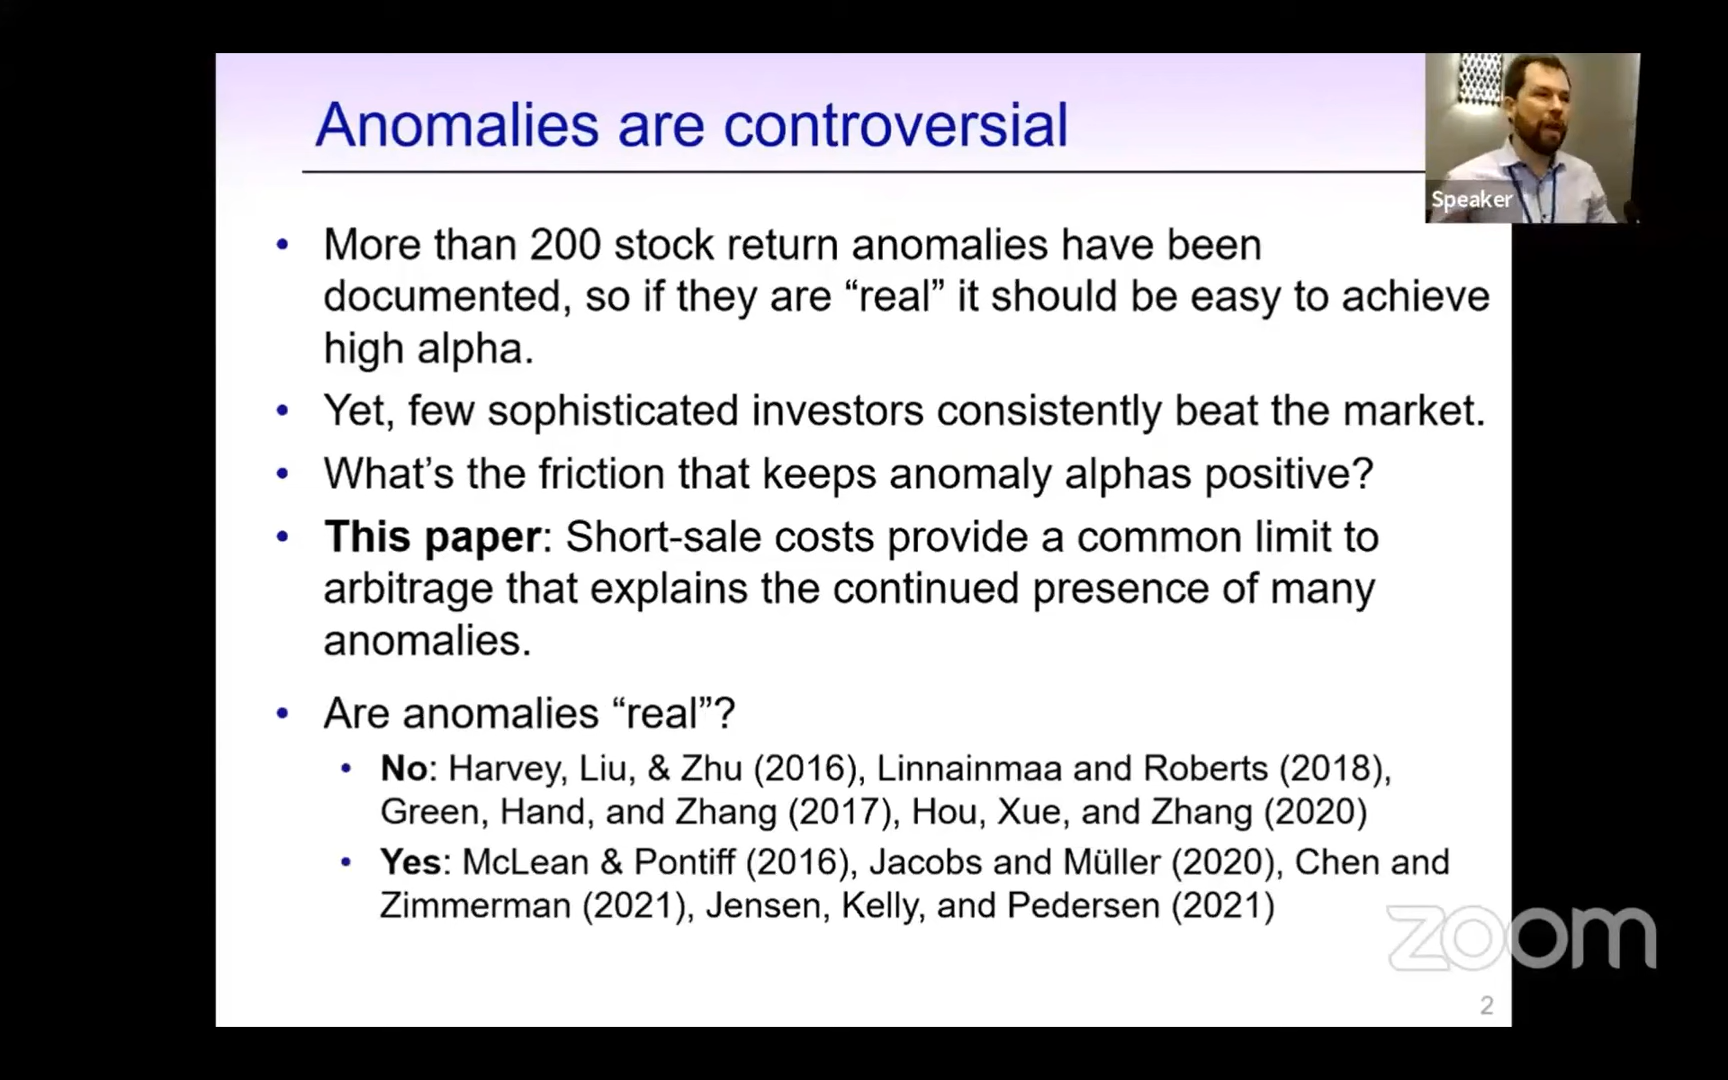 Anomalies are controversial
Speaker
• More than 200 stock return anomalies have been
documented, so if they are “real” it should be easy to achieve
high alpha.
• Yet, few sophisticated investors consistently beat the market.
• What’s the friction that keeps anomaly alphas positive?
• This paper: Short-sale costs provide a common limit to
arbitrage that explains the continued presence of many
anomalies.
• Are anomalies “real”?
• No: Harvey, Liu, & Zhu (2016), Linnainmaa and Roberts (2018),
Green, Hand, and Zhang (2017), Hou, Xue, and Zhang (2020)
• Yes: McLean & Pontiff (2016), Jacobs and Müller (2020), Chen and
Zimmerman (2021), Jensen, Kelly, and Pedersen (2021)
zoom
2